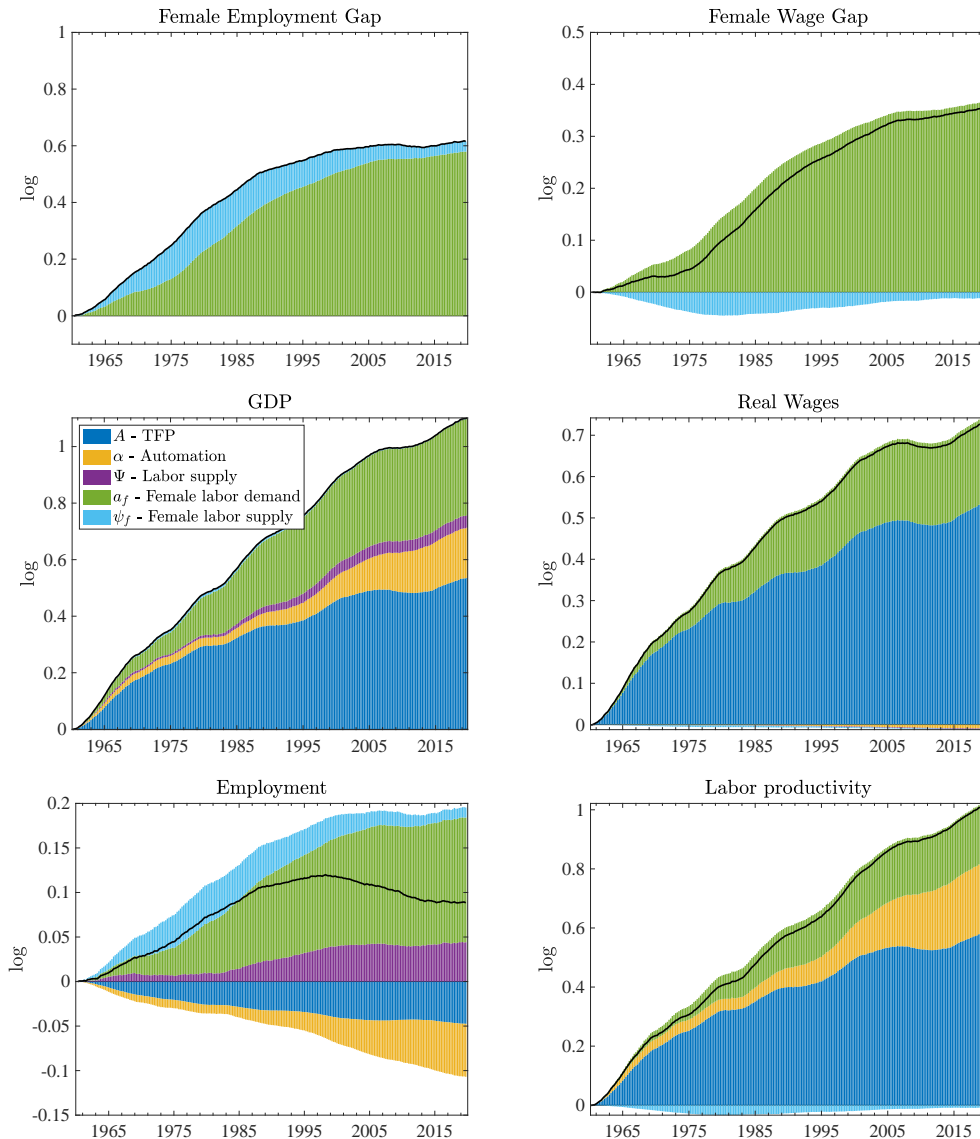 Female Employment Gap
1
0.8
0.6
0.4
0.2
0
log
1965 1975 1985 1995 2005 2015
Female Wage Gap
0.5
0.4
0.3
0.2
0.1
0
log
1965 1975 1985 1995 2005 2015
GDP
A - TFP
α - Automation
Ψ - Labor supply
a_f - Female labor demand
ψ_f - Female labor supply
1
0.8
0.6
0.4
0.2
0
log
1965 1975 1985 1995 2005 2015
Real Wages
0.7
0.6
0.5
0.4
0.3
0.2
0.1
0
log
1965 1975 1985 1995 2005 2015
Employment
0.2
0.15
0.1
0.05
0
-0.05
-0.1
-0.15
log
1965 1975 1985 1995 2005 2015
Labor productivity
1
0.8
0.6
0.4
0.2
0
log
1965 1975 1985 1995 2005 2015